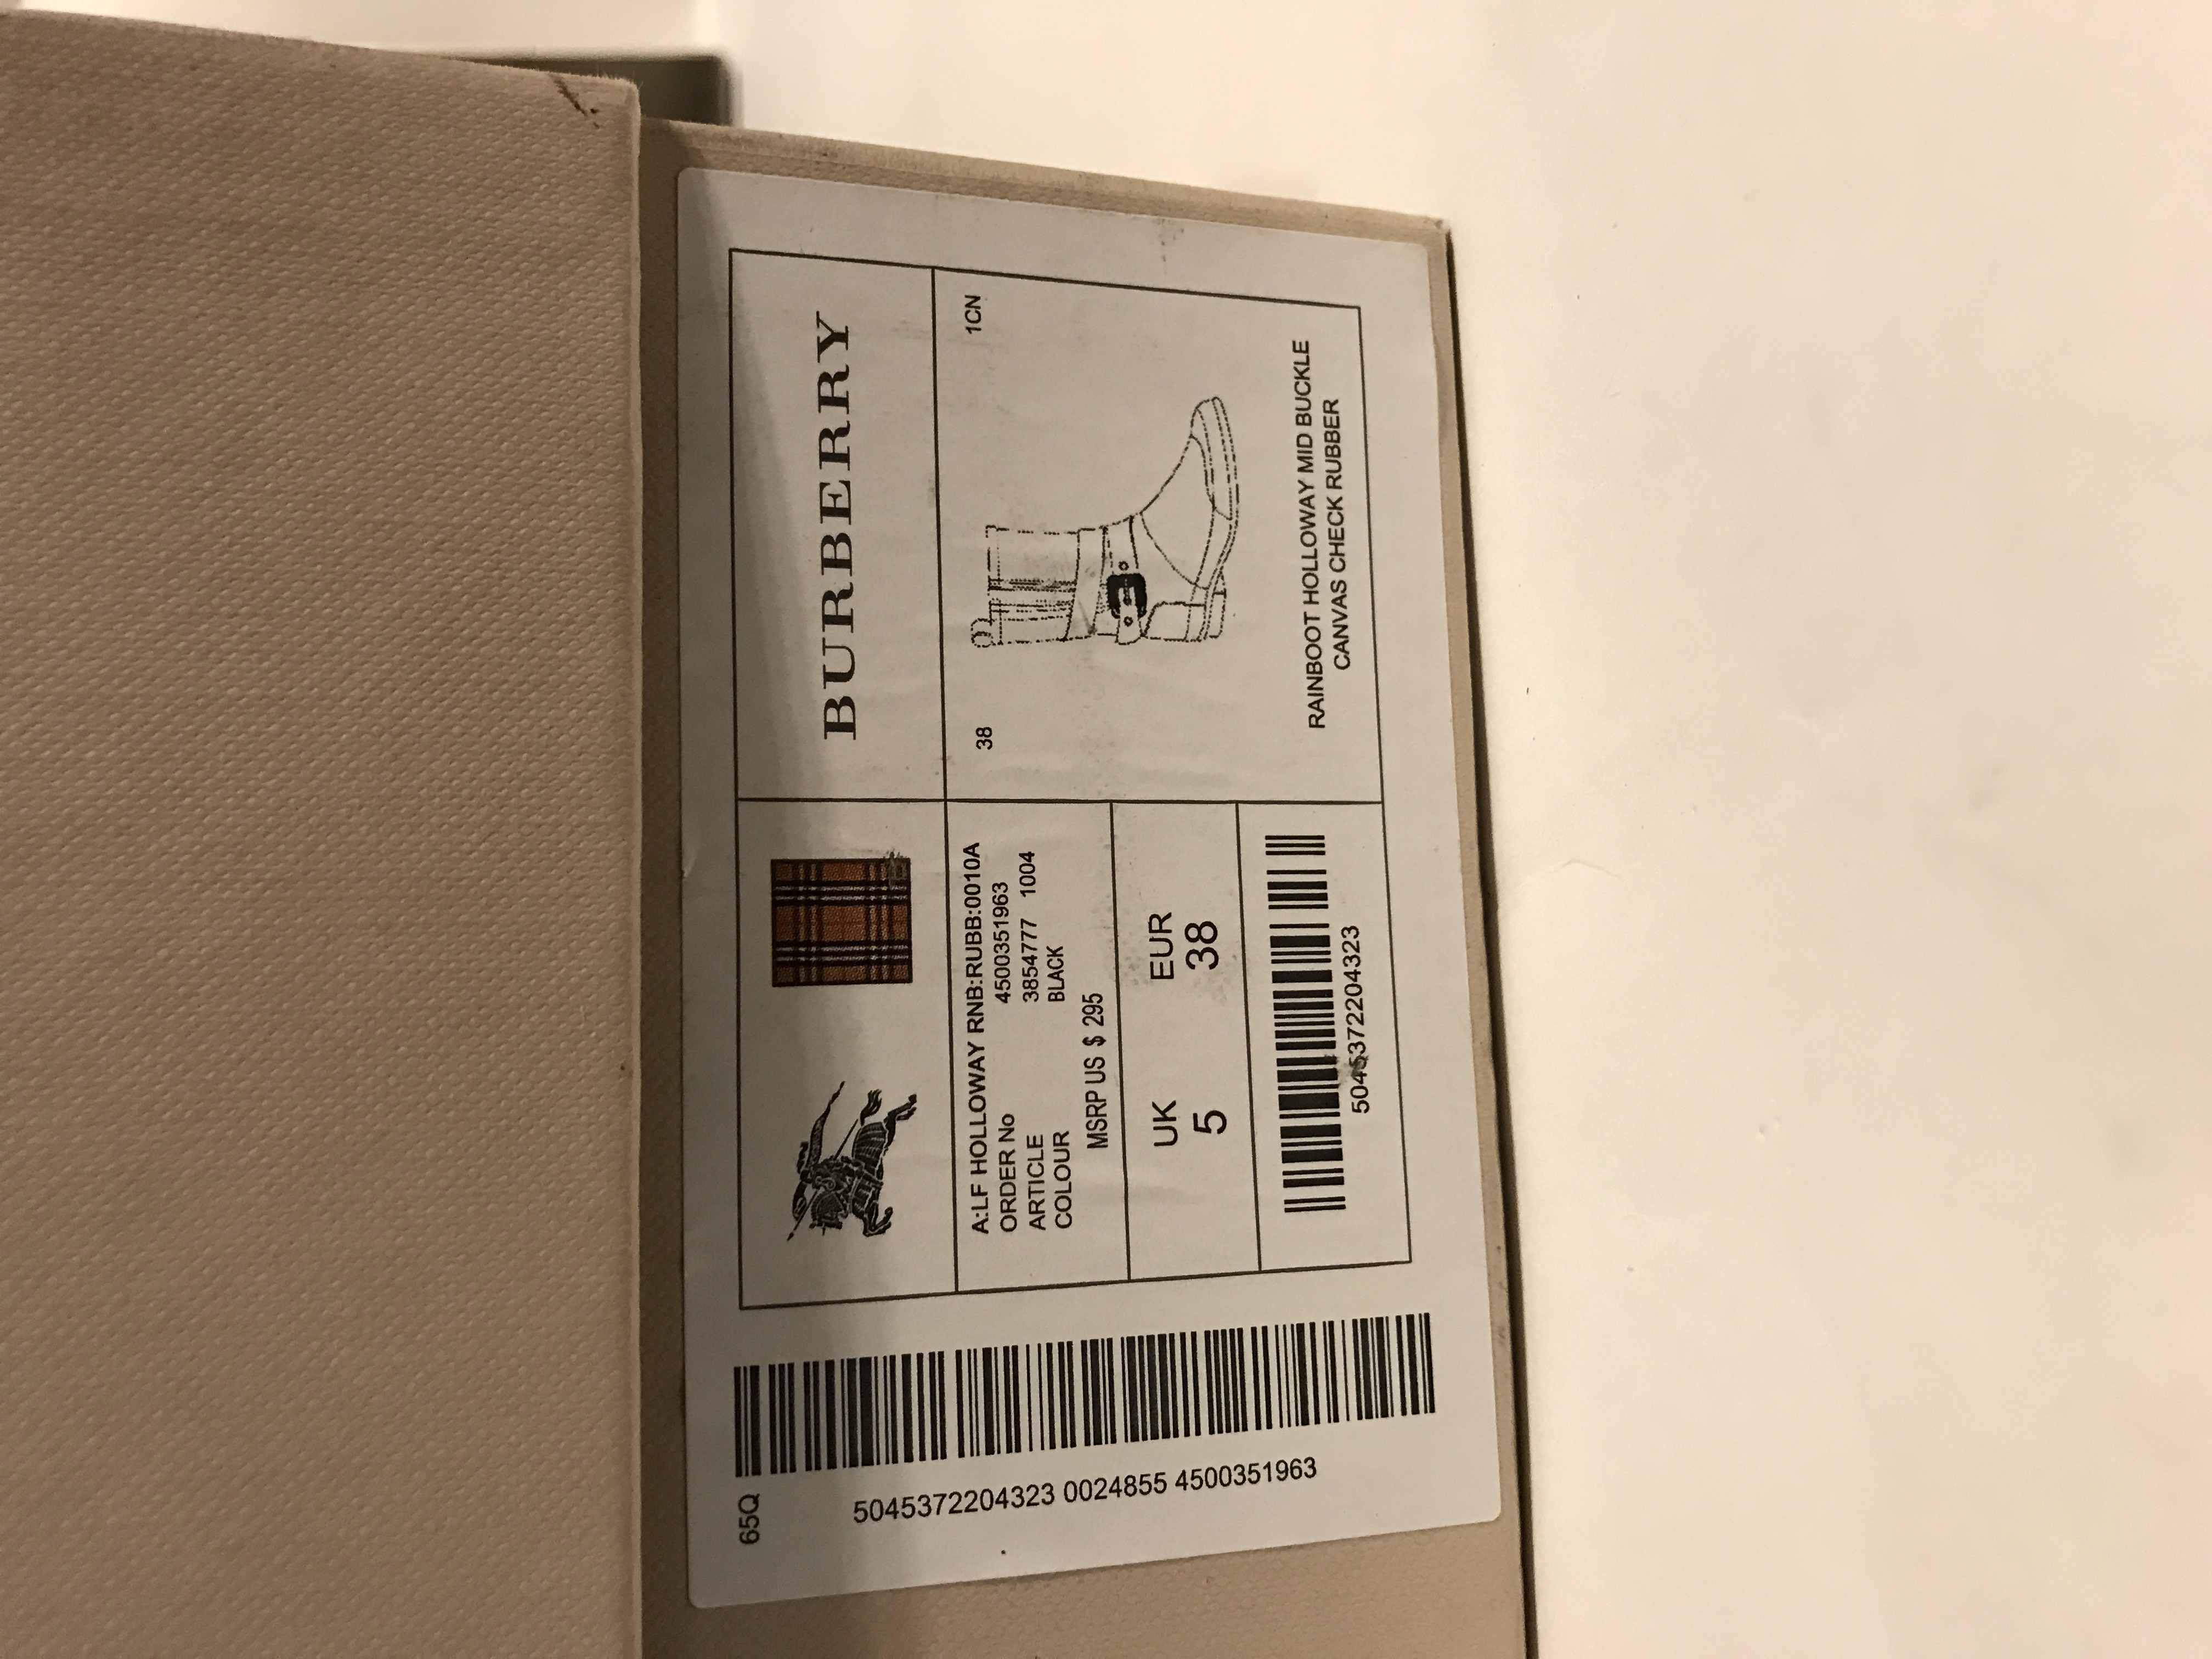 BURBERRY
A:LF HOLLOWAY RNB:RUBB:0010A
ORDER No 4500351963
ARTICLE 3854777 1004
COLOUR BLACK
MSRP US $ 295
UK EUR
5 38
5045372204323
38 1CN
RAINBOOT HOLLOWAY MID BUCKLE
CANVAS CHECK RUBBER
65Q
5045372204323 0024855 4500351963